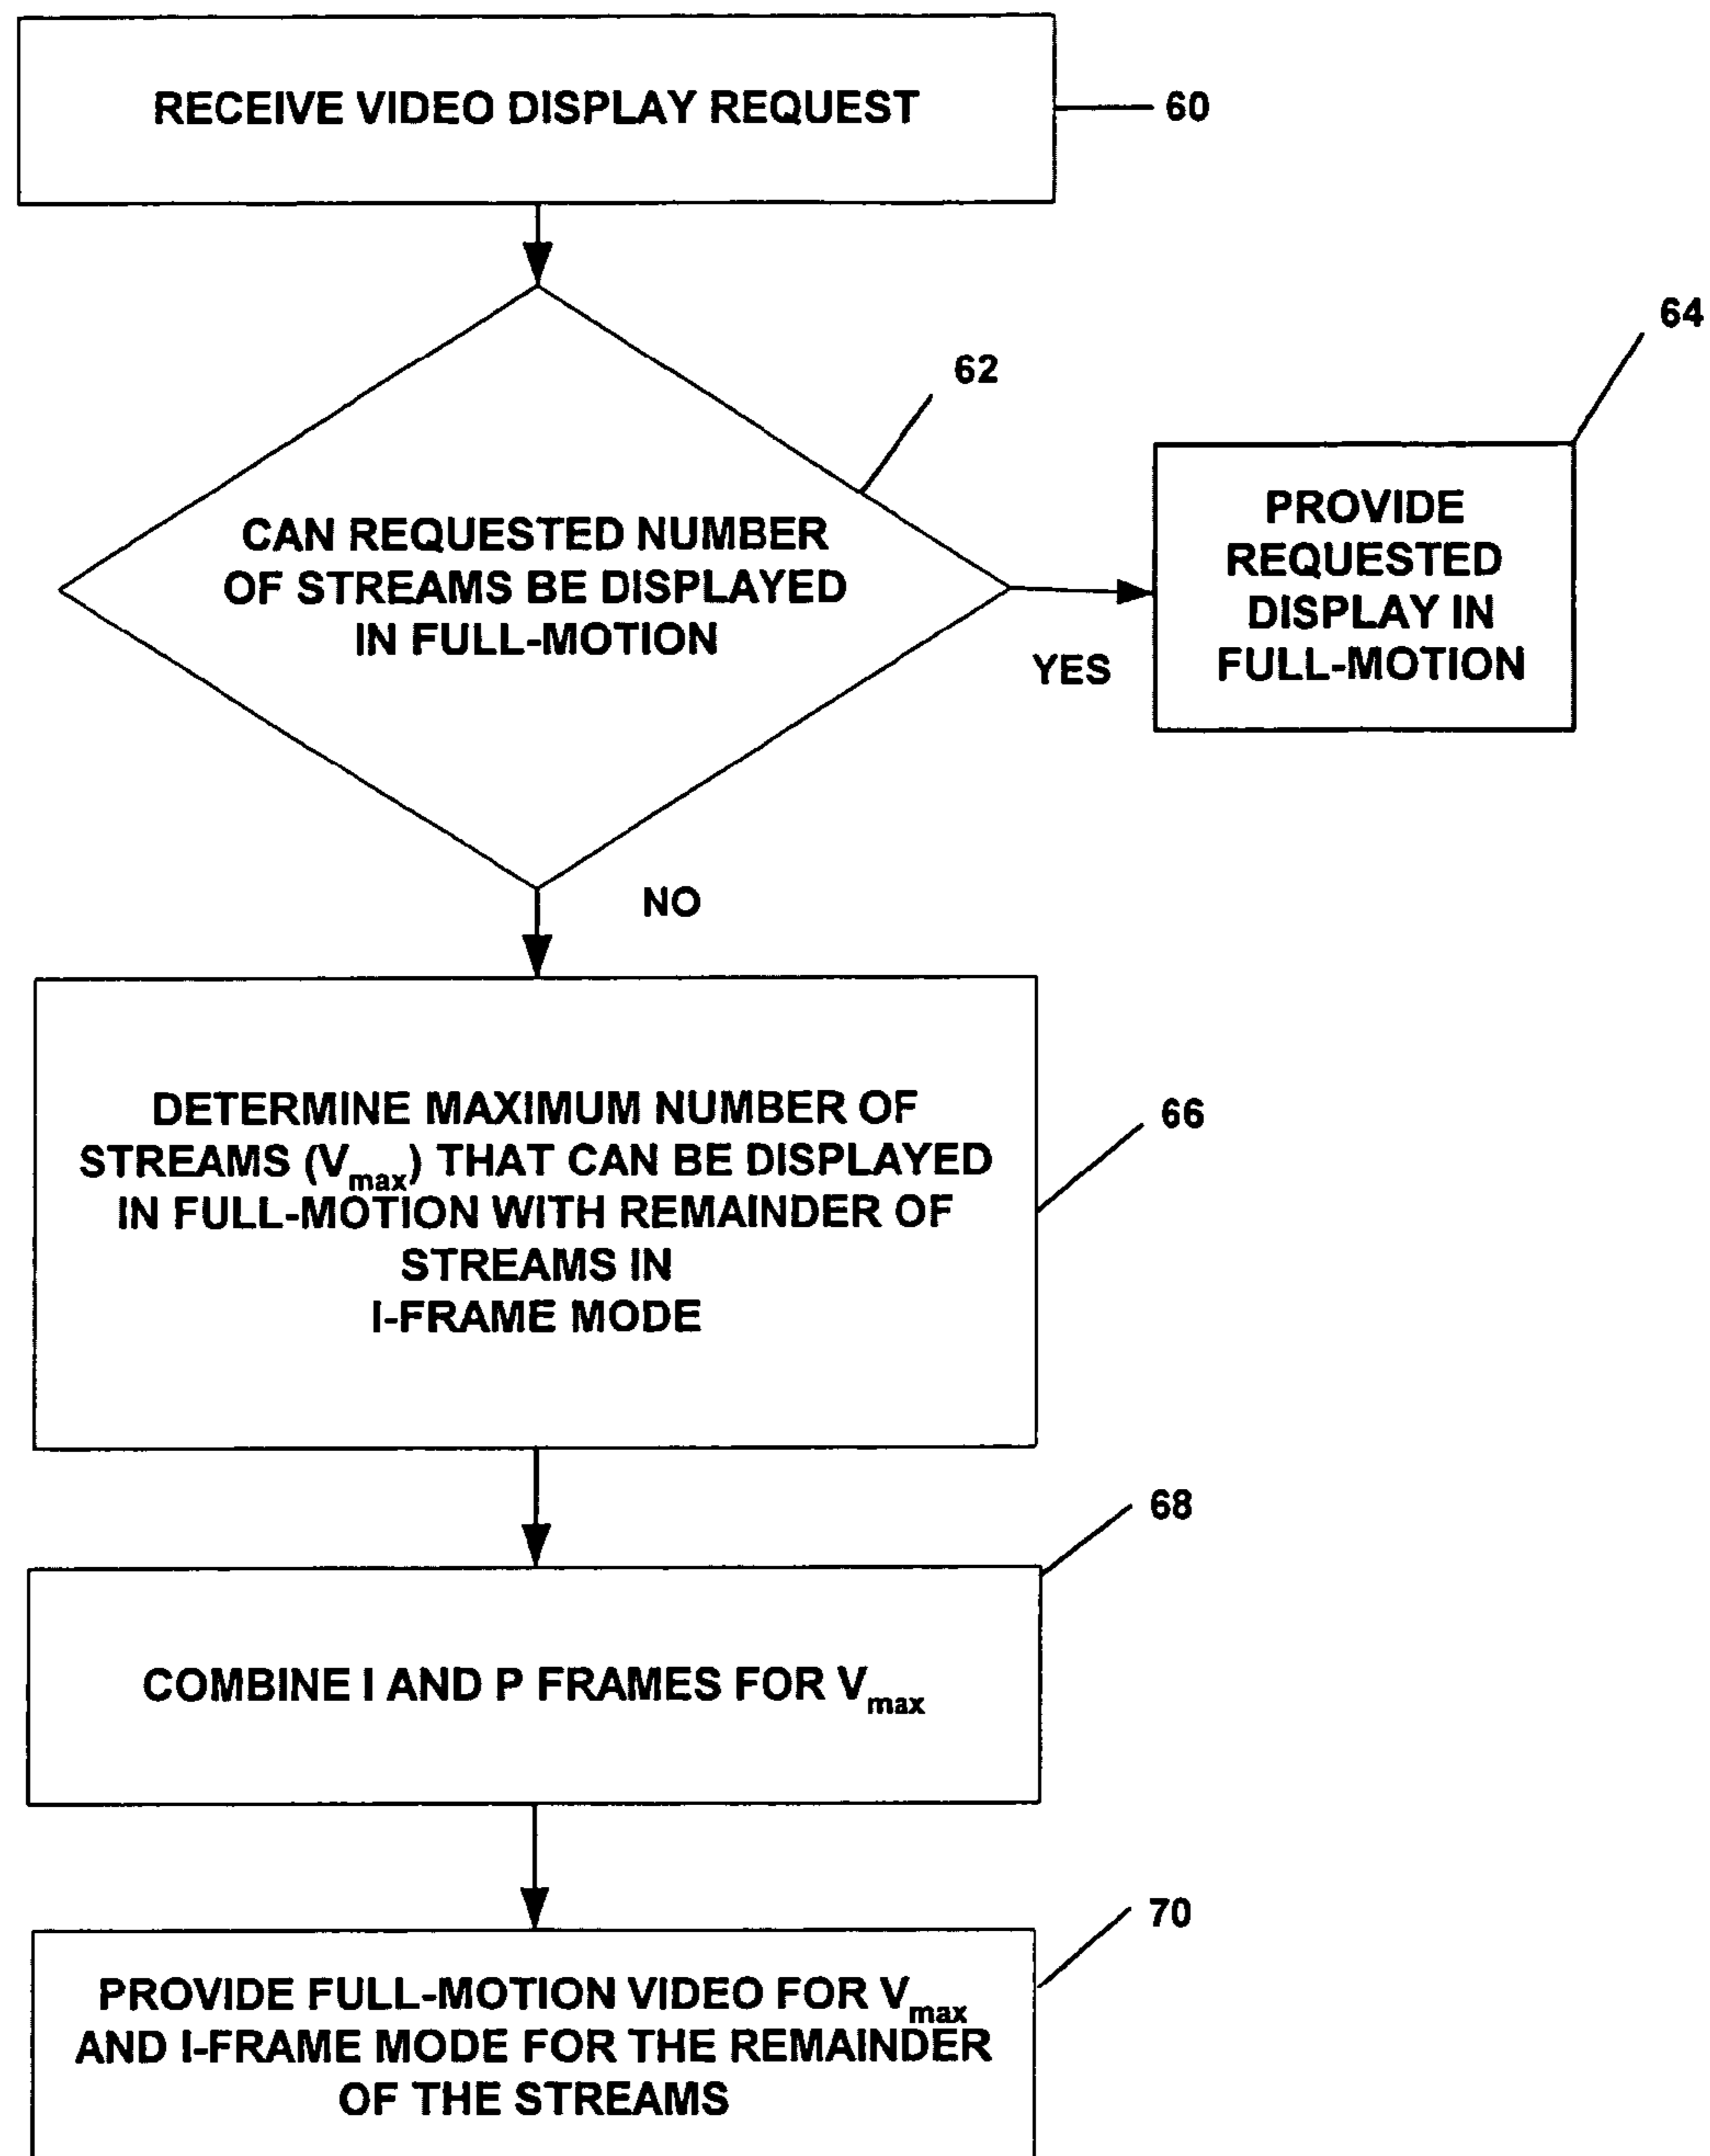 RECEIVE VIDEO DISPLAY REQUEST
60
62
64
CAN REQUESTED NUMBER
OF STREAMS BE DISPLAYED
IN FULL-MOTION
YES
PROVIDE
REQUESTED
DISPLAY IN
FULL-MOTION
NO
DETERMINE MAXIMUM NUMBER OF
STREAMS (Vmax) THAT CAN BE DISPLAYED
IN FULL-MOTION WITH REMAINDER OF
STREAMS IN
I-FRAME MODE
66
68
COMBINE I AND P FRAMES FOR Vmax
70
PROVIDE FULL-MOTION VIDEO FOR Vmax
AND I-FRAME MODE FOR THE REMAINDER
OF THE STREAMS